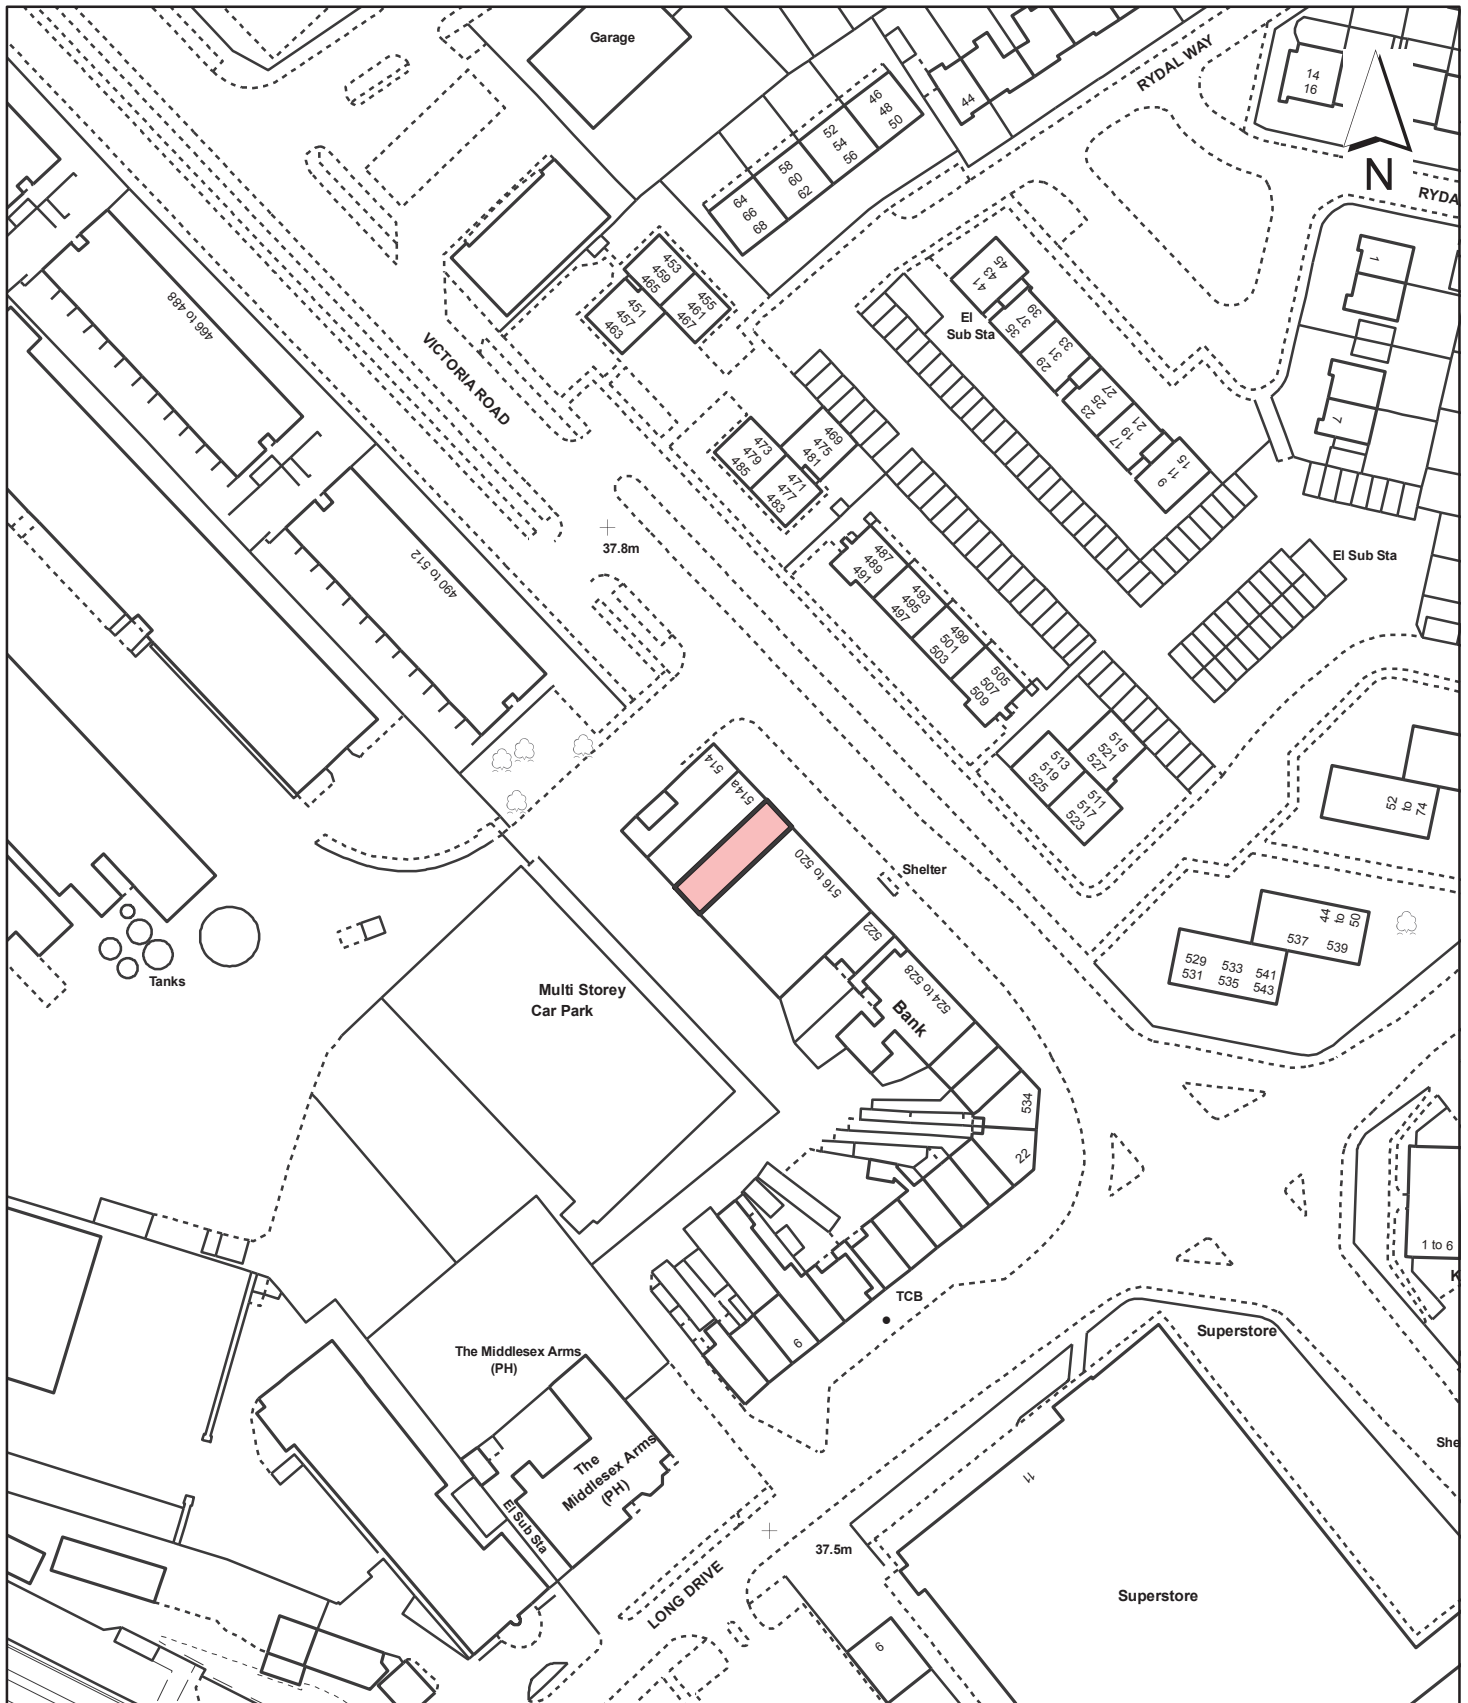 Garage
RYDAL WAY
14
16
N
RYDA
46
48
50
44
52
54
56
58
60
62
64
66
68
453
459
465
455
461
467
451
457
463
45
43
41
El
Sub Sta
39
37
35
33
31
29
27
25
23
21
19
17
15
11
9
1
7
466 to 488
VICTORIA ROAD
469
475
481
473
479
485
471
477
483
37.8m
490 to 512
487
489
491
493
495
497
499
501
503
505
507
509
El Sub Sta
515
521
527
513
519
525
511
517
523
52
to
74
514
514a
516 to 520
Shelter
522
524 to 528
Bank
44
to
50
537 539
529 533 541
531 535 543
Tanks
Multi Storey
Car Park
534
22
1 to 6
K
TCB
6
Superstore
The Middlesex Arms
(PH)
The
Middlesex Arms
(PH)
El Sub Sta
She
11
37.5m
LONG DRIVE
Superstore
6